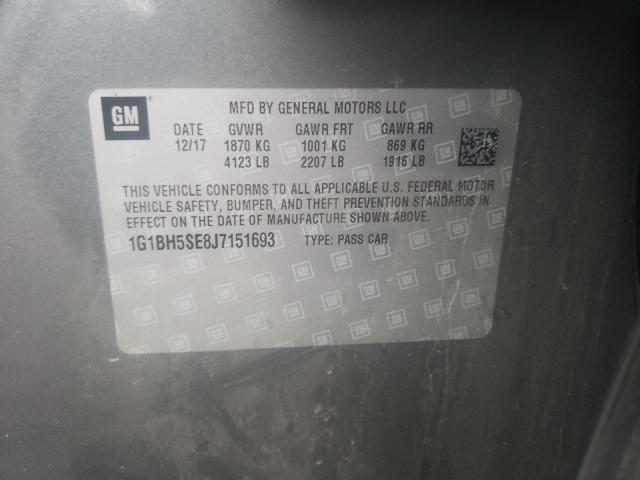 GM
MFD BY GENERAL MOTORS LLC
DATE GVWR GAWR FRT GAWR RR
12/17 1870 KG 1001 KG 869 KG
4123 LB 2207 LB 1916 LB
THIS VEHICLE CONFORMS TO ALL APPLICABLE U.S. FEDERAL MOTOR
VEHICLE SAFETY, BUMPER, AND THEFT PREVENTION STANDARDS IN
EFFECT ON THE DATE OF MANUFACTURE SHOWN ABOVE.
1G1BH5SE8J7151693 TYPE: PASS CAR